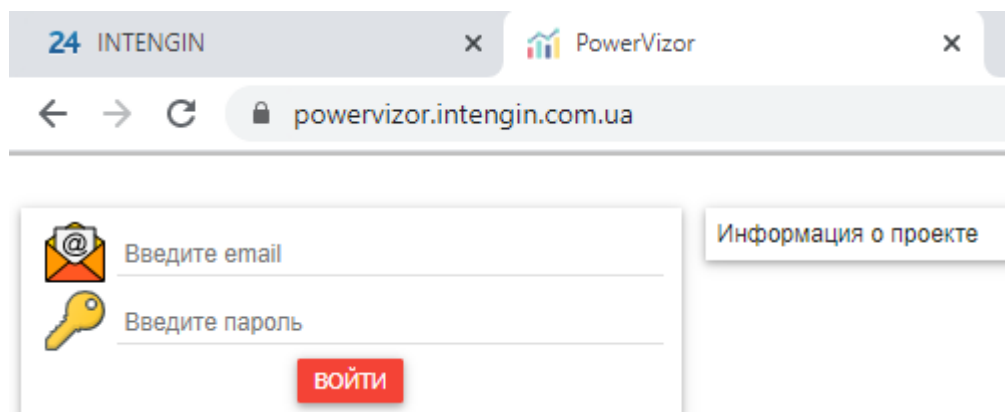 24 INTENGIN
PowerVizor
powervizor.intengin.com.ua
@ Введите email
Введите пароль
ВОЙТИ
Информация о проекте